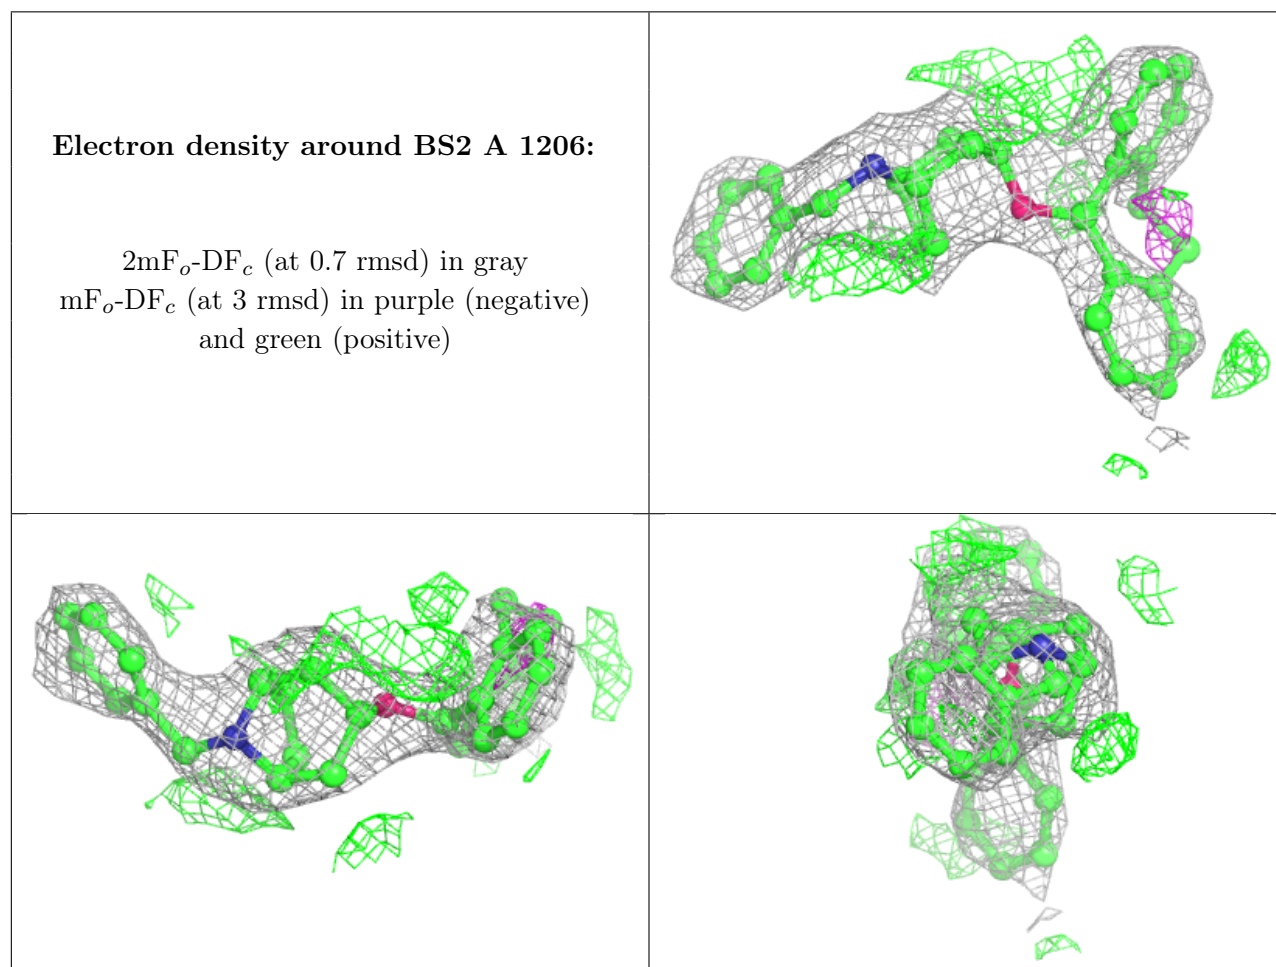 Electron density around BS2 A 1206:
2mFo-DFc (at 0.7 rmsd) in gray
mFo-DFc (at 3 rmsd) in purple (negative)
and green (positive)